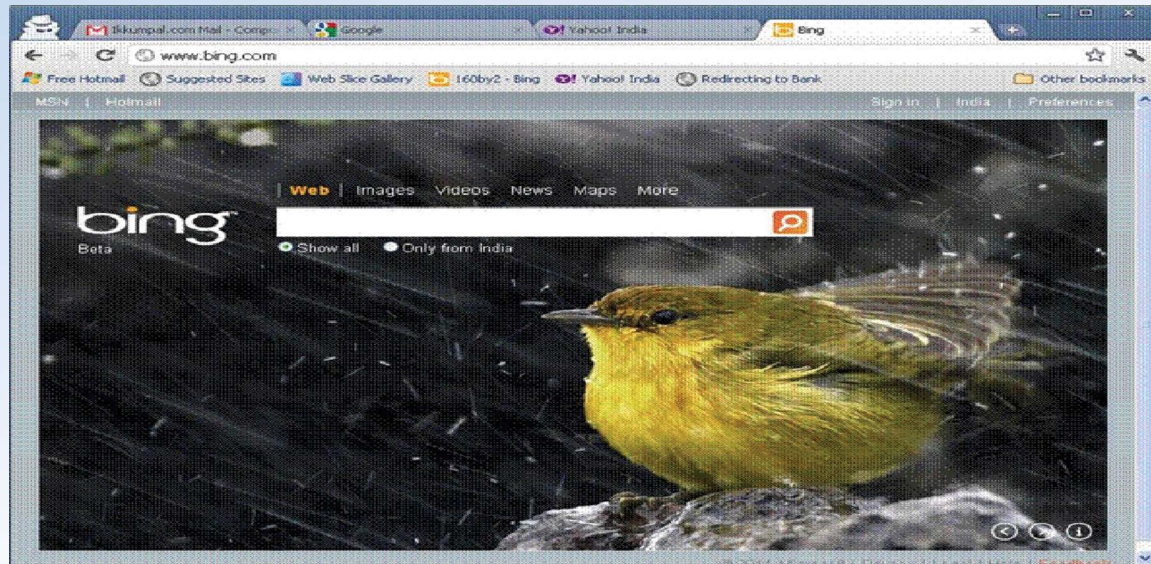 Ikkumpal.com Mail - Compo
Google
Yahoo! India
Bing
www.bing.com
Free Hotmail
Suggested Sites
Web Slice Gallery
160by2 - Bing
Yahoo! India
Redirecting to Bank
Other bookmarks
MSN | Hotmail
Sign in | India | Preferences
| Web | Images Videos News Maps More
bing™
Beta
Show all
Only from India